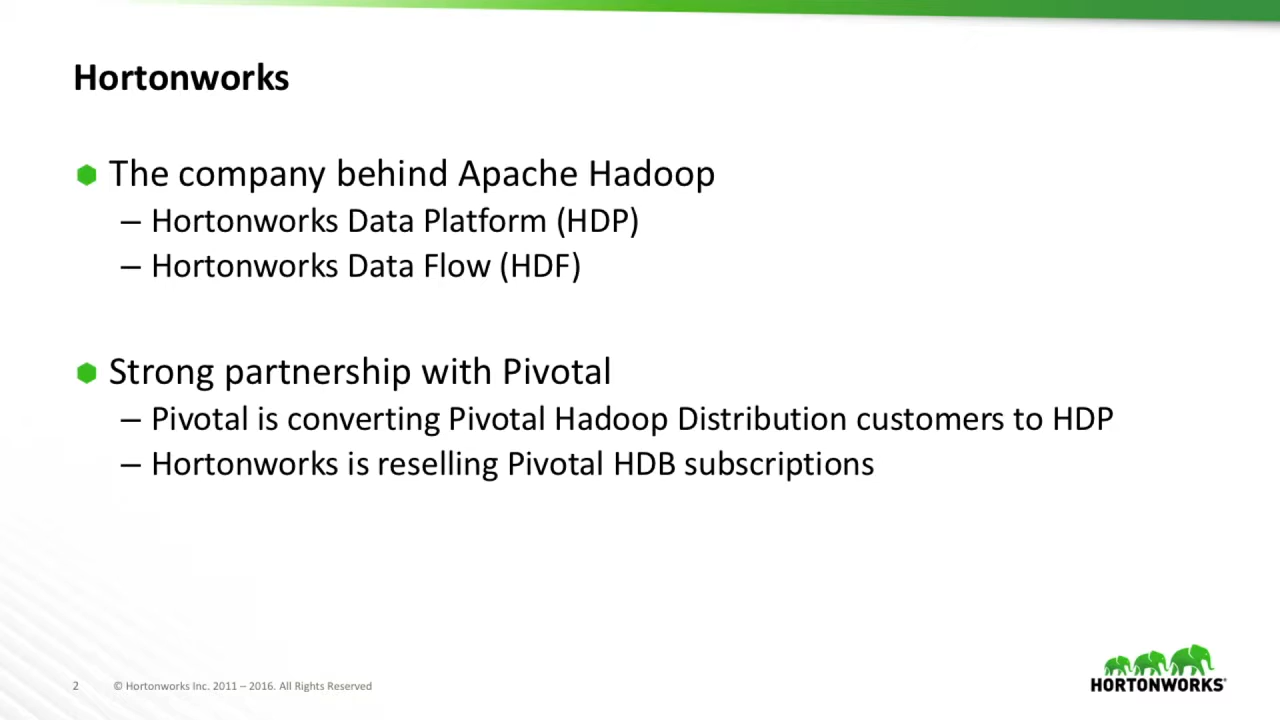 Hortonworks
The company behind Apache Hadoop
– Hortonworks Data Platform (HDP)
– Hortonworks Data Flow (HDF)
Strong partnership with Pivotal
– Pivotal is converting Pivotal Hadoop Distribution customers to HDP
– Hortonworks is reselling Pivotal HDB subscriptions
2 © Hortonworks Inc. 2011 – 2016. All Rights Reserved
HORTONWORKS®